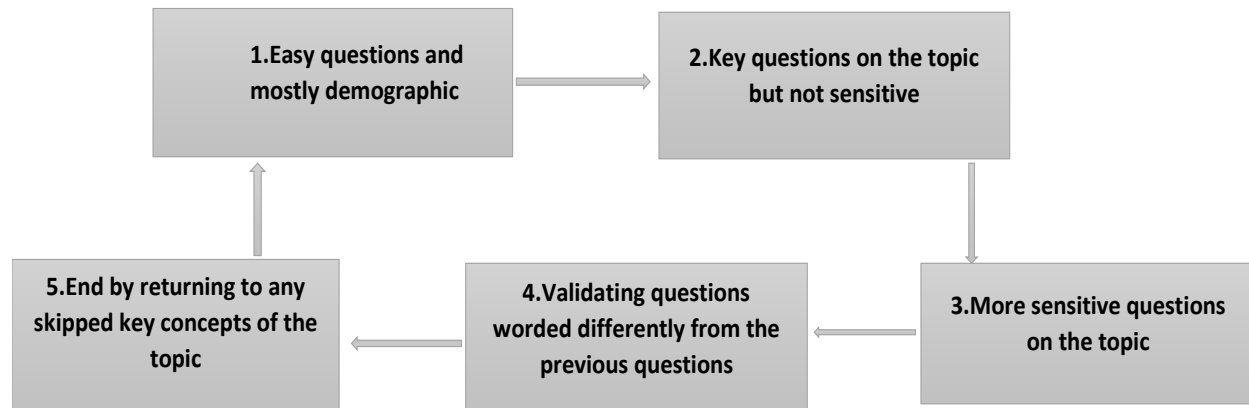 1.Easy questions and
mostly demographic
2.Key questions on the topic
but not sensitive
3.More sensitive questions
on the topic
4.Validating questions
worded differently from the
previous questions
5.End by returning to any
skipped key concepts of the
topic